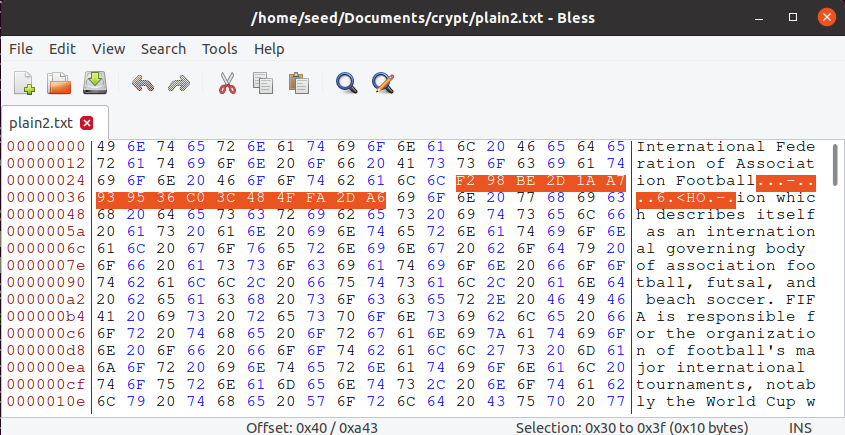 /home/seed/Documents/crypt/plain2.txt - Bless
File Edit View Search Tools Help
plain2.txt
00000000 49 6E 74 65 72 6E 61 74 69 6F 6E 61 6C 20 46 65 64 65 International Fede
00000012 72 61 74 69 6F 6E 20 6F 66 20 41 73 73 6F 63 69 61 74 ration of Associat
00000024 69 6F 6E 20 46 6F 6F 74 62 61 6C 6C F2 98 BE 2D 1A A7 ion Football...-..
00000036 93 95 36 C0 3C 48 4F FA 2D A6 69 6F 6E 20 77 68 69 63 ..6.<HO.-.ion whic
00000048 68 20 64 65 73 63 72 69 62 65 73 20 69 74 73 65 6C 66 h describes itself
0000005a 20 61 73 20 61 6E 20 69 6E 74 65 72 6E 61 74 69 6F 6E as an internation
0000006c 61 6C 20 67 6F 76 65 72 6E 69 6E 67 20 62 6F 64 79 20 al governing body
0000007e 6F 66 20 61 73 73 6F 63 69 61 74 69 6F 6E 20 66 6F 6F of association foo
00000090 74 62 61 6C 6C 2C 20 66 75 74 73 61 6C 2C 20 61 6E 64 tball, futsal, and
000000a2 20 62 65 61 63 68 20 73 6F 63 63 65 72 2E 20 46 49 46 beach soccer. FIF
000000b4 41 20 69 73 20 72 65 73 70 6F 6E 73 69 62 6C 65 20 66 A is responsible f
000000c6 6F 72 20 74 68 65 20 6F 72 67 61 6E 69 7A 61 74 69 6F or the organizatio
000000d8 6E 20 6F 66 20 66 6F 6F 74 62 61 6C 6C 27 73 20 6D 61 n of football's ma
000000ea 6A 6F 72 20 69 6E 74 65 72 6E 61 74 69 6F 6E 61 6C 20 jor international
000000cf 74 6F 75 72 6E 61 6D 65 6E 74 73 2C 20 6E 6F 74 61 62 tournaments, notab
0000010e 6C 79 20 74 68 65 20 57 6F 72 6C 64 20 43 75 70 20 77 ly the World Cup w
Offset: 0x40 / 0xa43 Selection: 0x30 to 0x3f (0x10 bytes) INS